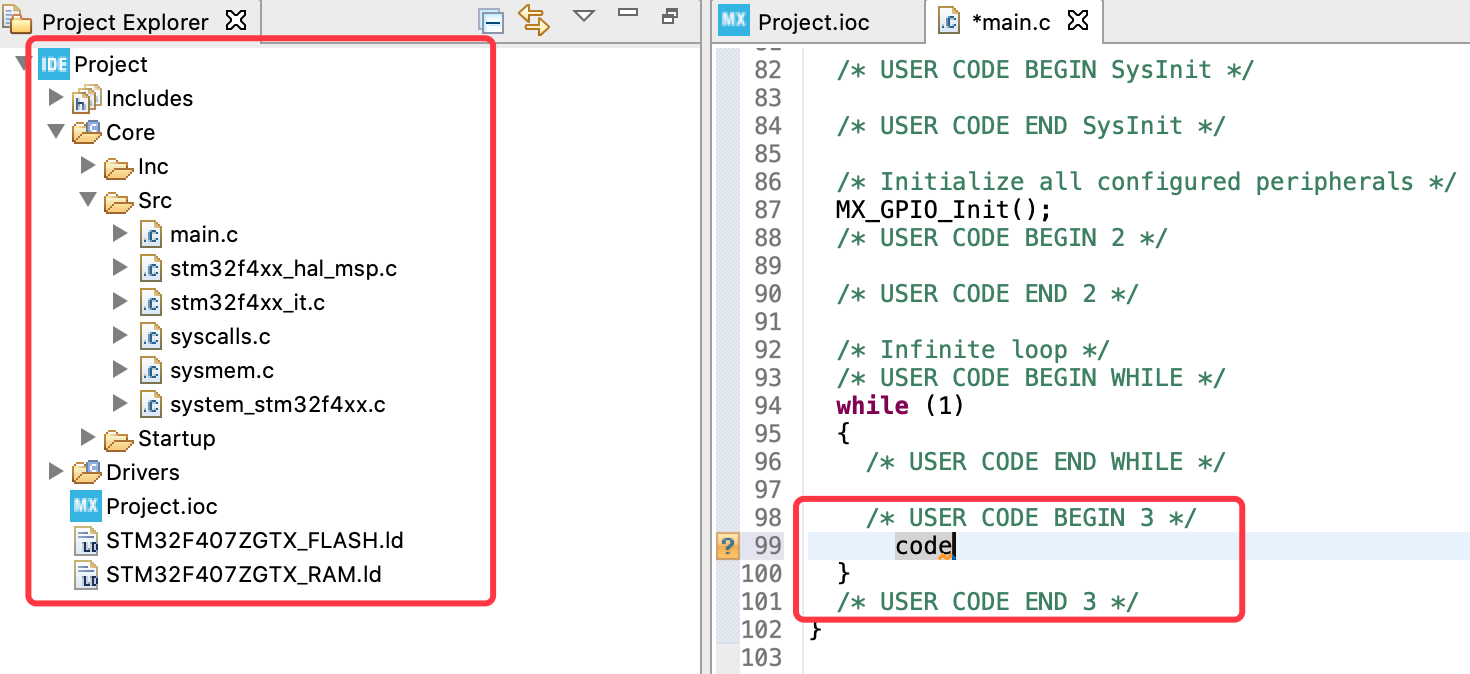 Project Explorer
IDE Project
Includes
Core
Inc
Src
main.c
stm32f4xx_hal_msp.c
stm32f4xx_it.c
syscalls.c
sysmem.c
system_stm32f4xx.c
Startup
Drivers
MX Project.ioc
STM32F407ZGTX_FLASH.ld
STM32F407ZGTX_RAM.ld
MX Project.ioc
*main.c
82 /* USER CODE BEGIN SysInit */
83
84 /* USER CODE END SysInit */
85
86 /* Initialize all configured peripherals */
87 MX_GPIO_Init();
88 /* USER CODE BEGIN 2 */
89
90 /* USER CODE END 2 */
91
92 /* Infinite loop */
93 /* USER CODE BEGIN WHILE */
94 while (1)
95 {
96 /* USER CODE END WHILE */
97
98 /* USER CODE BEGIN 3 */
99 code
100 }
101 /* USER CODE END 3 */
102 }
103